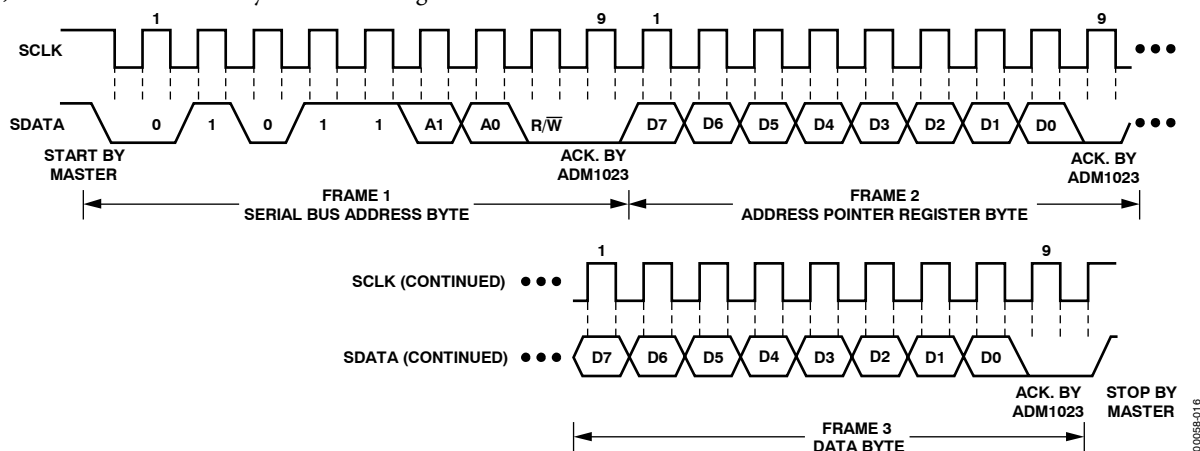 1 9 1 9
SCLK
SDATA 0 1 0 1 1 A1 A0 R/W̅ D7 D6 D5 D4 D3 D2 D1 D0
START BY
MASTER
ACK. BY
ADM1023
ACK. BY
ADM1023
FRAME 1
SERIAL BUS ADDRESS BYTE
FRAME 2
ADDRESS POINTER REGISTER BYTE
1 9
SCLK (CONTINUED)
SDATA (CONTINUED) D7 D6 D5 D4 D3 D2 D1 D0
ACK. BY
ADM1023
STOP BY
MASTER
FRAME 3
DATA BYTE
00058-016